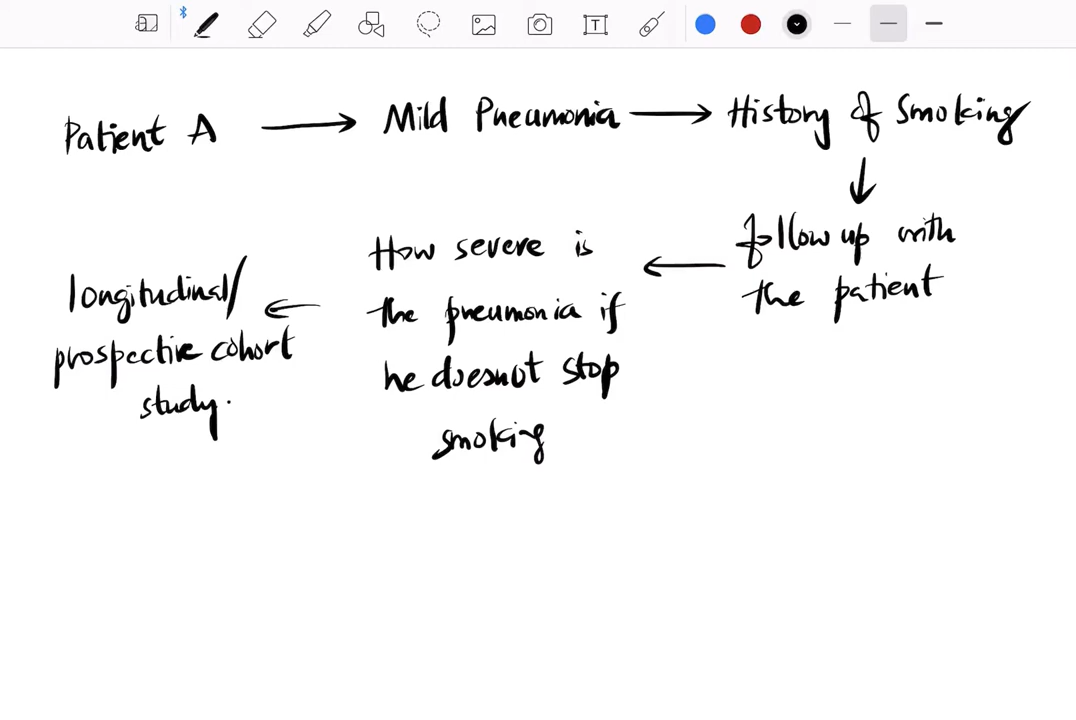 Patient A → Mild Pneumonia → History of Smoking
↓
follow up with
the patient
←
How severe is
the pneumonia if
he doesnot stop
smoking
←
longitudinal/
prospective cohort
study.